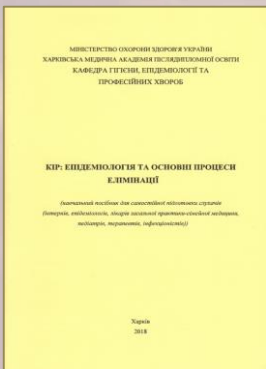 МІНІСТЕРСТВО ОХОРОНИ ЗДОРОВ'Я УКРАЇНИ
ХАРКІВСЬКА МЕДИЧНА АКАДЕМІЯ ПІСЛЯДИПЛОМНОЇ ОСВІТИ
КАФЕДРА ГІГІЄНИ, ЕПІДЕМІОЛОГІЇ ТА
ПРОФЕСІЙНИХ ХВОРОБ
КІР: ЕПІДЕМІОЛОГІЯ ТА ОСНОВНІ ПРОЦЕСИ
ЕЛІМІНАЦІЇ
(навчальний посібник для самостійної підготовки слухачів
(інтернів, епідеміологів, лікарів загальної практики-сімейної медицини,
педіатрів, терапевтів, інфекціоністів))
Харків
2018